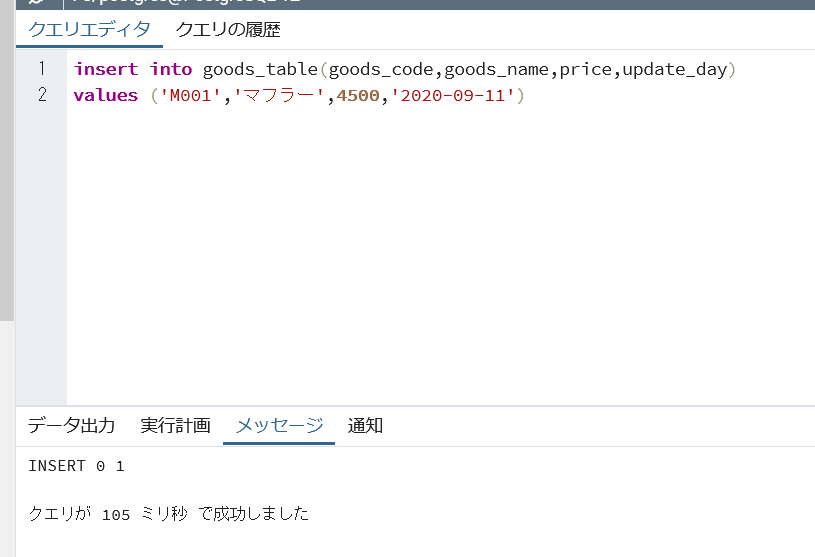 クエリエディタ クエリの履歴
1 insert into goods_table(goods_code,goods_name,price,update_day)
2 values ('M001','マフラー',4500,'2020-09-11')
データ出力 実行計画 メッセージ 通知
INSERT 0 1
クエリが 105 ミリ秒 で成功しました